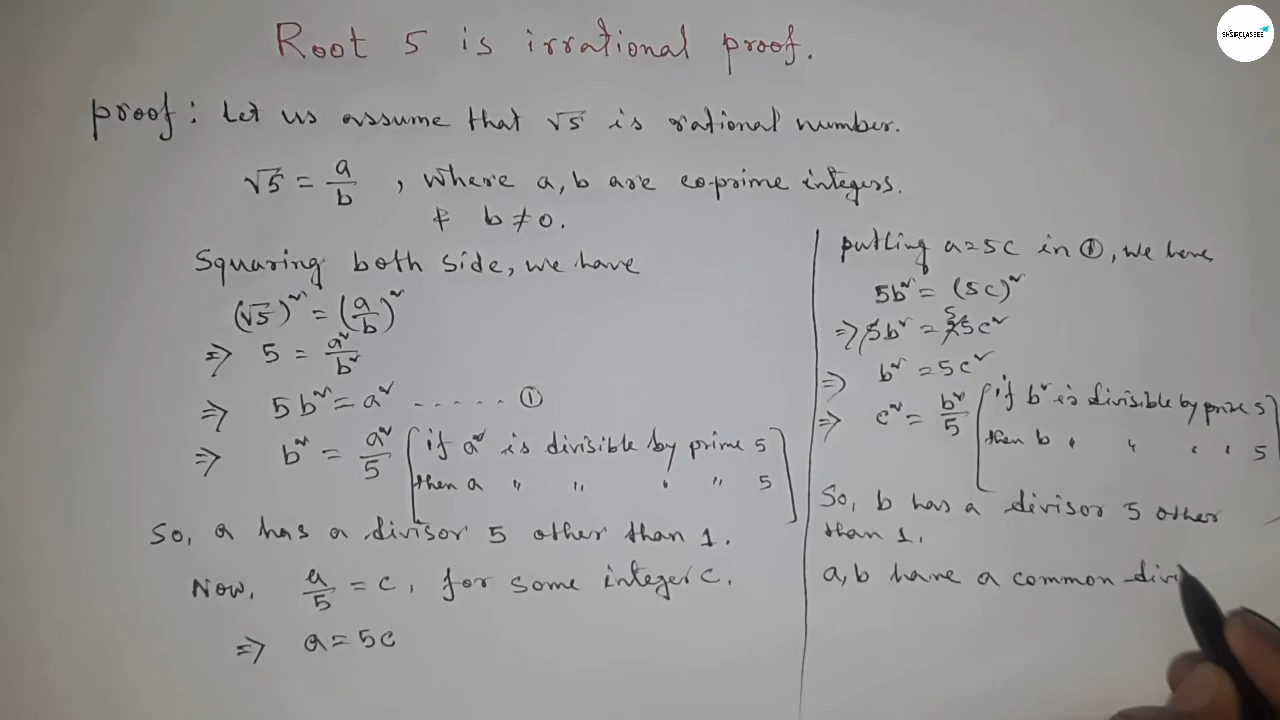 Root 5 is irrational proof.
SHSIRCLASSES
proof: Let us assume that √5 is rational number.
√5 = a/b, where a, b are co-prime integers.
& b ≠ 0.
Squaring both side, we have
(√5)² = (a/b)²
⇒ 5 = a²/b²
⇒ 5b² = a² ...... ①
⇒ b² = a²/5 [if a² is divisible by prime 5
then a " " " " 5]
So, a has a divisor 5 other than 1.
Now, a/5 = c, for some integer c.
⇒ a = 5c
putting a=5c in ①, we have
5b² = (5c)²
⇒ 5b² = 25c²
5
⇒ b² = 5c²
⇒ c² = b²/5 [if b² is divisible by prime 5
then b " " " " 5]
So, b has a divisor 5 other
than 1.
a, b have a common divi